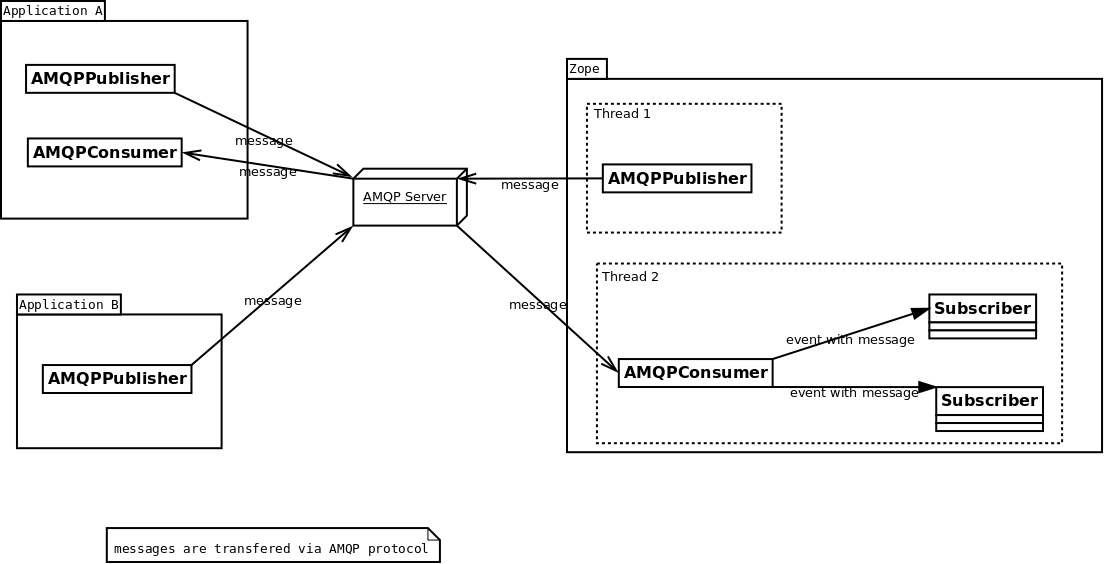 Application A
AMQPPublisher
AMQPConsumer
message
message
AMQP Server
message
Zope
Thread 1
AMQPPublisher
Application B
AMQPPublisher
message
message
Thread 2
AMQPConsumer
event with message
Subscriber
event with message
Subscriber
messages are transfered via AMQP protocol